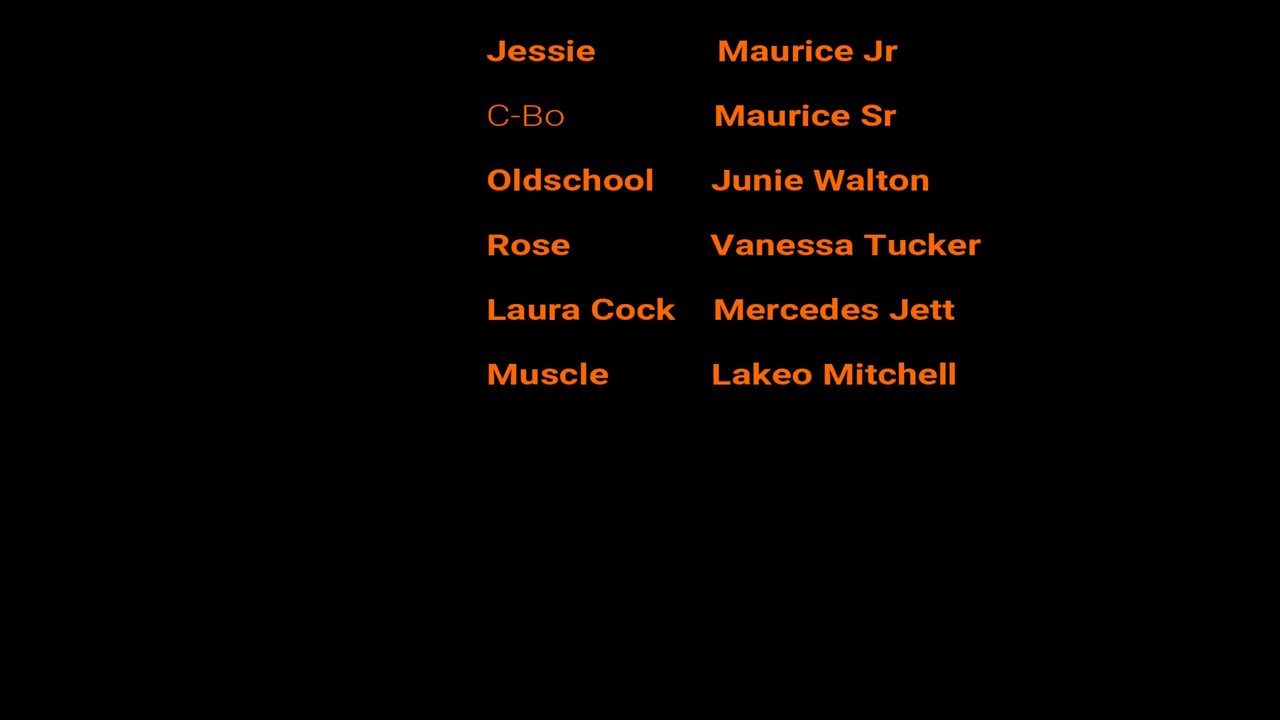 Jessie Maurice Jr
C-Bo Maurice Sr
Oldschool Junie Walton
Rose Vanessa Tucker
Laura Cock Mercedes Jett
Muscle Lakeo Mitchell